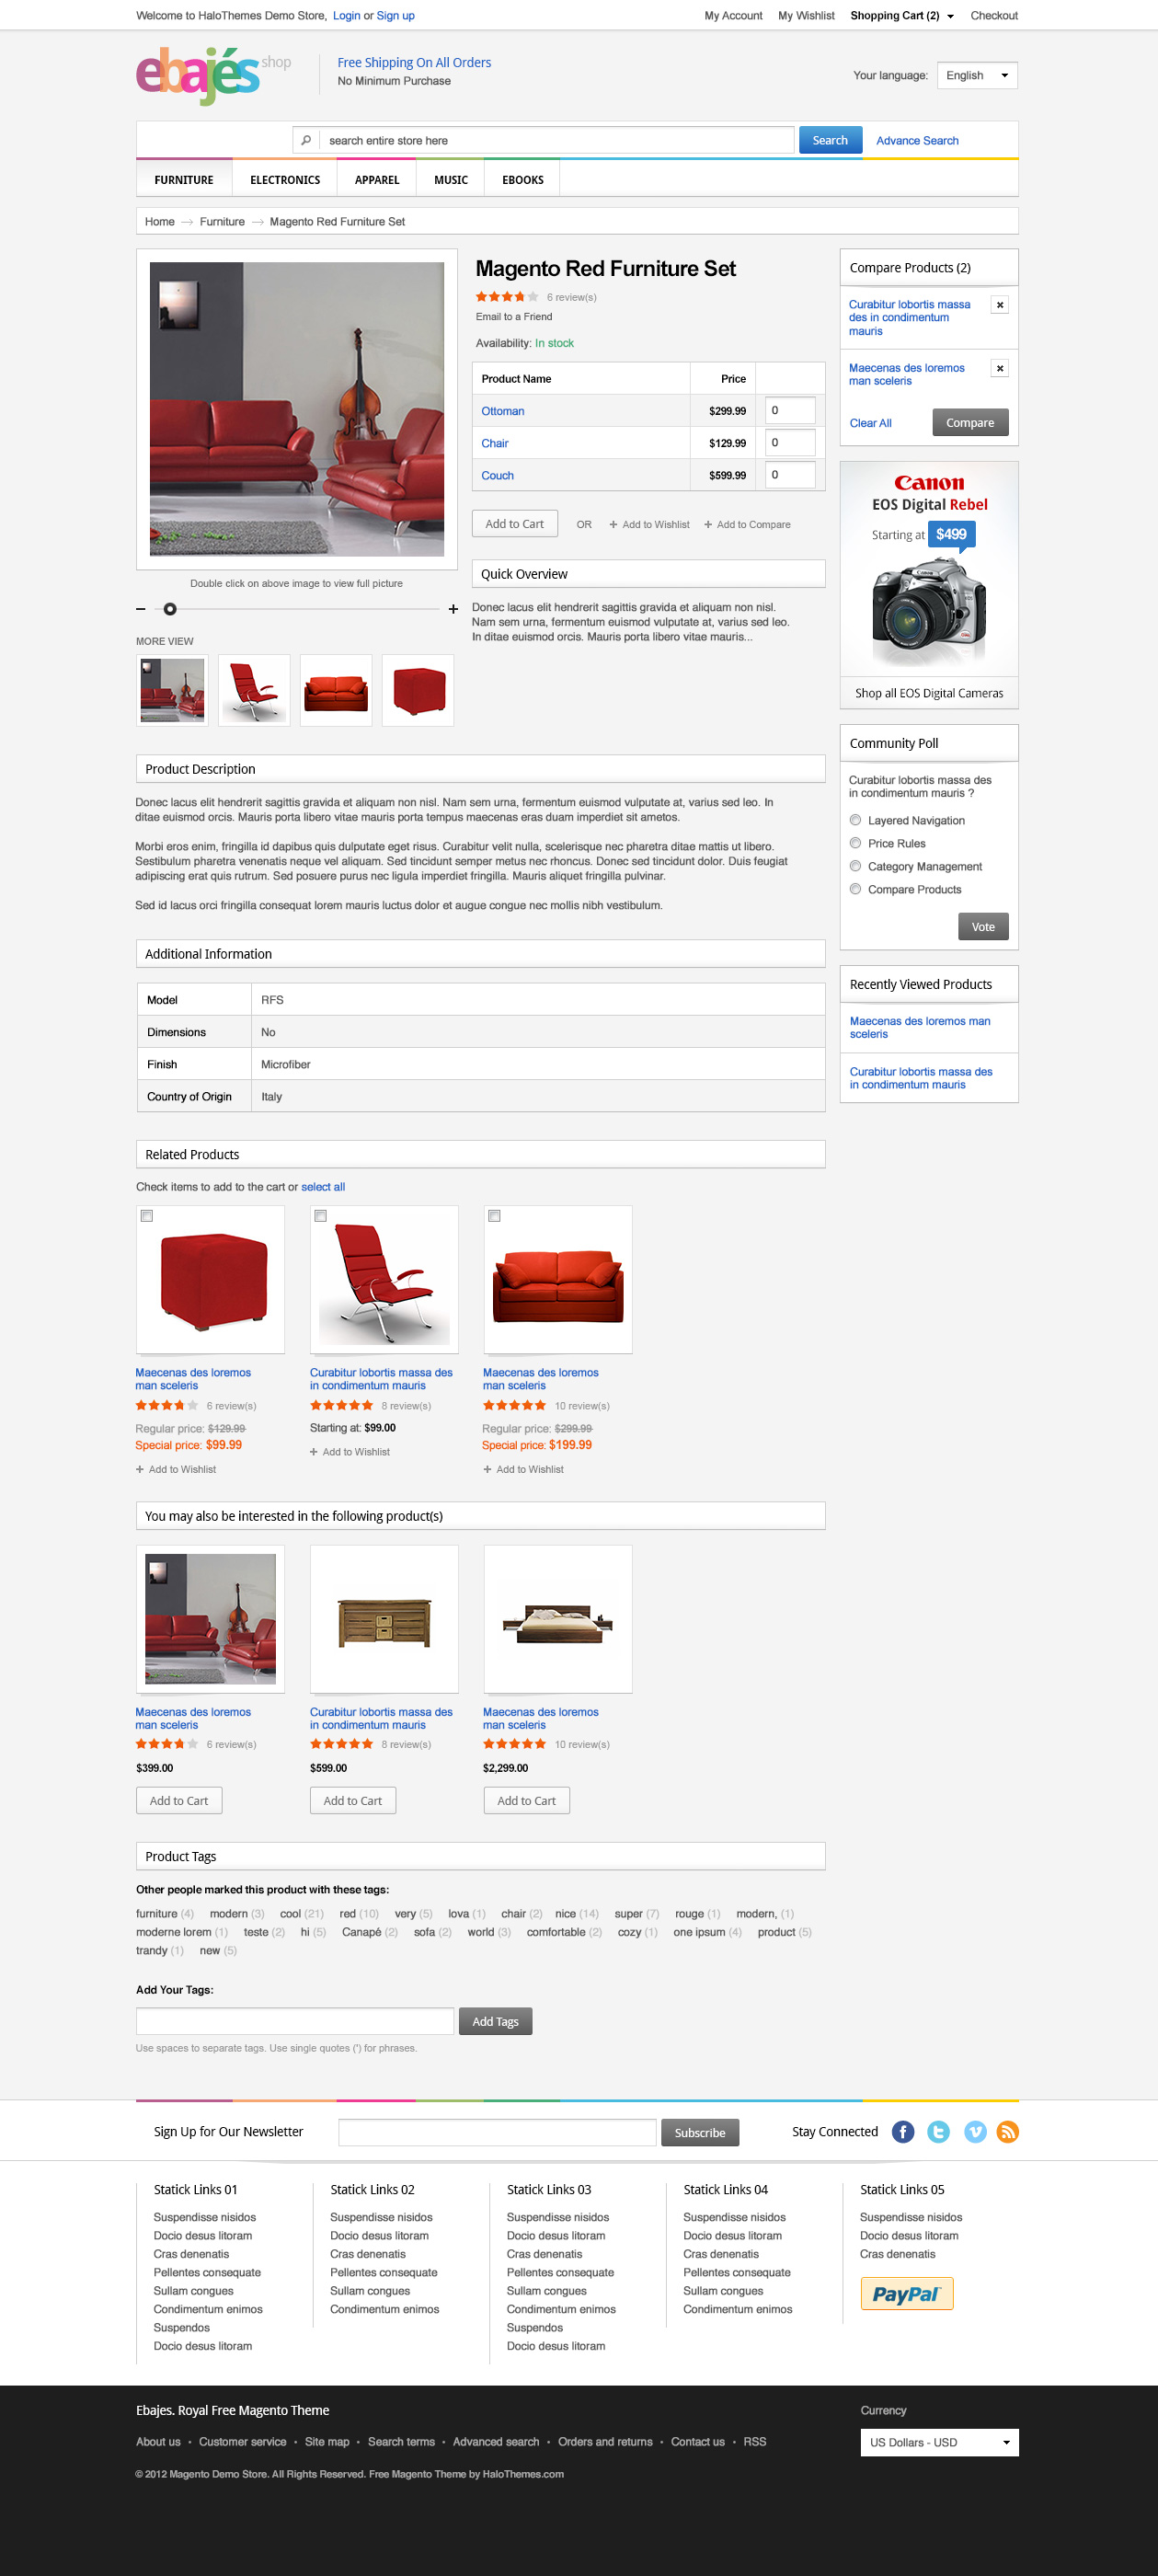 Welcome to HaloThemes Demo Store, Login or Sign up
My Account My Wishlist Shopping Cart (2) Checkout
ebajés shop
Free Shipping On All Orders
No Minimum Purchase
Your language: English
search entire store here Search Advance Search
FURNITURE ELECTRONICS APPAREL MUSIC EBOOKS
Home Furniture Magento Red Furniture Set
Double click on above image to view full picture
MORE VIEW
Magento Red Furniture Set
6 review(s)
Email to a Friend
Availability: In stock
Product Name Price
Ottoman $299.99 0
Chair $129.99 0
Couch $599.99 0
Add to Cart OR + Add to Wishlist + Add to Compare
Quick Overview
Donec lacus elit hendrerit sagittis gravida et aliquam non nisl.
Nam sem urna, fermentum euismod vulputate at, varius sed leo.
In ditae euismod orcis. Mauris porta libero vitae mauris...
Compare Products (2)
Curabitur lobortis massa
des in condimentum
mauris
Maecenas des loremos
man sceleris
Clear All Compare
Canon
EOS Digital Rebel
Starting at $499
Canon
Shop all EOS Digital Cameras
Community Poll
Curabitur lobortis massa des
in condimentum mauris ?
Layered Navigation
Price Rules
Category Management
Compare Products
Vote
Recently Viewed Products
Maecenas des loremos man
sceleris
Curabitur lobortis massa des
in condimentum mauris
Product Description
Donec lacus elit hendrerit sagittis gravida et aliquam non nisl. Nam sem urna, fermentum euismod vulputate at, varius sed leo. In
ditae euismod orcis. Mauris porta libero vitae mauris porta tempus maecenas eras duam imperdiet sit ametos.
Morbi eros enim, fringilla id dapibus quis dulputate eget risus. Curabitur velit nulla, scelerisque nec pharetra ditae mattis ut libero.
Sestibulum pharetra venenatis neque vel aliquam. Sed tincidunt semper metus nec rhoncus. Donec sed tincidunt dolor. Duis feugiat
adipiscing erat quis rutrum. Sed posuere purus nec ligula imperdiet fringilla. Mauris aliquet fringilla pulvinar.
Sed id lacus orci fringilla consequat lorem mauris luctus dolor et augue congue nec mollis nibh vestibulum.
Additional Information
Model RFS
Dimensions No
Finish Microfiber
Country of Origin Italy
Related Products
Check items to add to the cart or select all
Maecenas des loremos
man sceleris
6 review(s)
Regular price: $129.99
Special price: $99.99
+ Add to Wishlist
Curabitur lobortis massa des
in condimentum mauris
8 review(s)
Starting at: $99.00
+ Add to Wishlist
Maecenas des loremos
man sceleris
10 review(s)
Regular price: $299.99
Special price: $199.99
+ Add to Wishlist
You may also be interested in the following product(s)
Maecenas des loremos
man sceleris
6 review(s)
$399.00
Add to Cart
Curabitur lobortis massa des
in condimentum mauris
8 review(s)
$599.00
Add to Cart
Maecenas des loremos
man sceleris
10 review(s)
$2,299.00
Add to Cart
Product Tags
Other people marked this product with these tags:
furniture (4) modern (3) cool (21) red (10) very (5) lova (1) chair (2) nice (14) super (7) rouge (1) modern, (1)
moderne lorem (1) teste (2) hi (5) Canapé (2) sofa (2) world (3) comfortable (2) cozy (1) one ipsum (4) product (5)
trandy (1) new (5)
Add Your Tags:
Add Tags
Use spaces to separate tags. Use single quotes (') for phrases.
Sign Up for Our Newsletter Subscribe Stay Connected
Statick Links 01
Suspendisse nisidos
Docio desus litoram
Cras denenatis
Pellentes consequate
Sullam congues
Condimentum enimos
Suspendos
Docio desus litoram
Statick Links 02
Suspendisse nisidos
Docio desus litoram
Cras denenatis
Pellentes consequate
Sullam congues
Condimentum enimos
Statick Links 03
Suspendisse nisidos
Docio desus litoram
Cras denenatis
Pellentes consequate
Sullam congues
Condimentum enimos
Suspendos
Docio desus litoram
Statick Links 04
Suspendisse nisidos
Docio desus litoram
Cras denenatis
Pellentes consequate
Sullam congues
Condimentum enimos
Statick Links 05
Suspendisse nisidos
Docio desus litoram
Cras denenatis
PayPal
Ebajes. Royal Free Magento Theme
About us • Customer service • Site map • Search terms • Advanced search • Orders and returns • Contact us • RSS
© 2012 Magento Demo Store. All Rights Reserved. Free Magento Theme by HaloThemes.com
Currency
US Dollars - USD